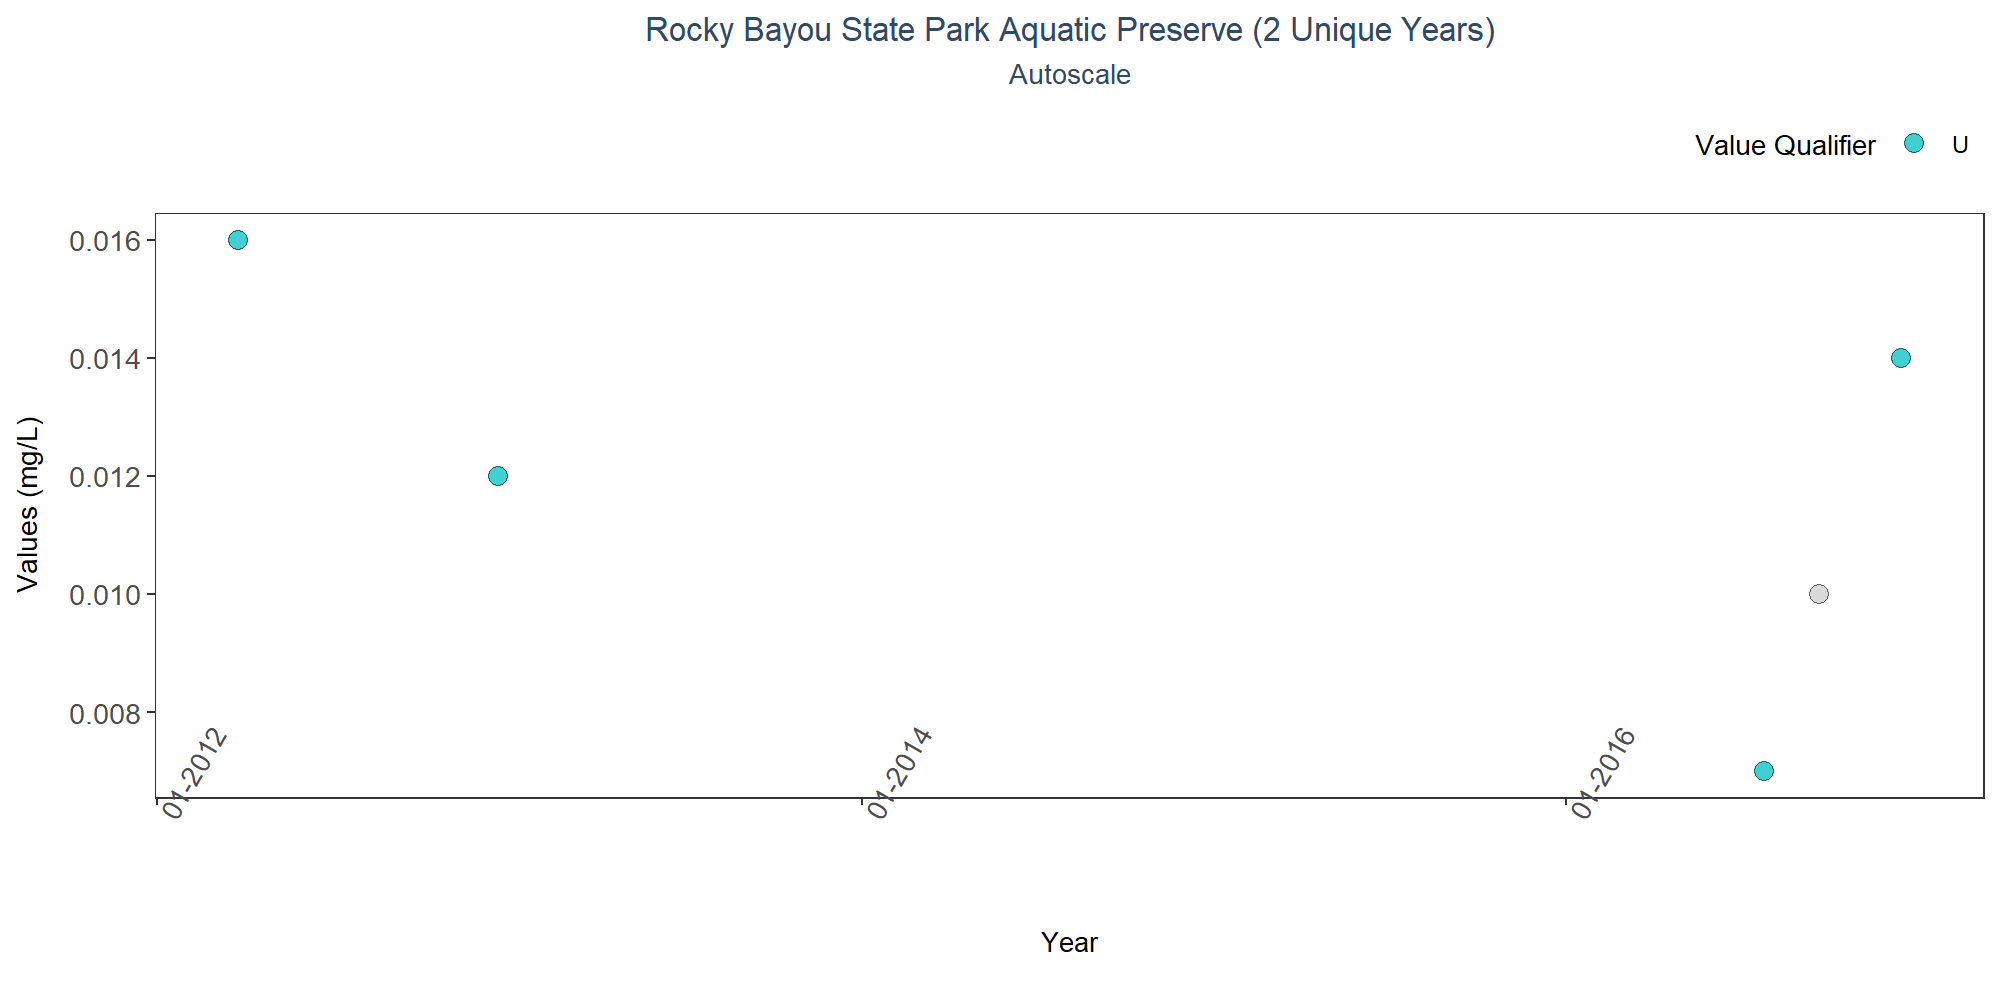 Rocky Bayou State Park Aquatic Preserve (2 Unique Years)
Autoscale
Value Qualifier U
0.016
0.014
0.012
0.010
0.008
Values (mg/L)
01-2012
01-2014
01-2016
Year